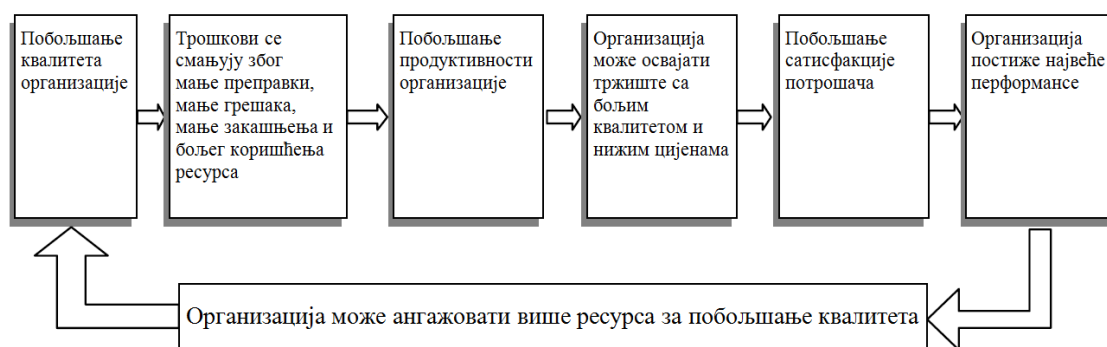 Побољшање
квалитета
организације
Трошкови се
смањују због
мање преправки,
мање грешака,
мање закашњења и
бољег коришћења
ресурса
Побољшање
продуктивности
организације
Организација
може освајати
тржиште са
бољим
квалитетом и
нижим цијенама
Побољшање
сатисфакције
потрошача
Организација
постиже највеће
перформансе
Организација може ангажовати више ресурса за побољшање квалитета